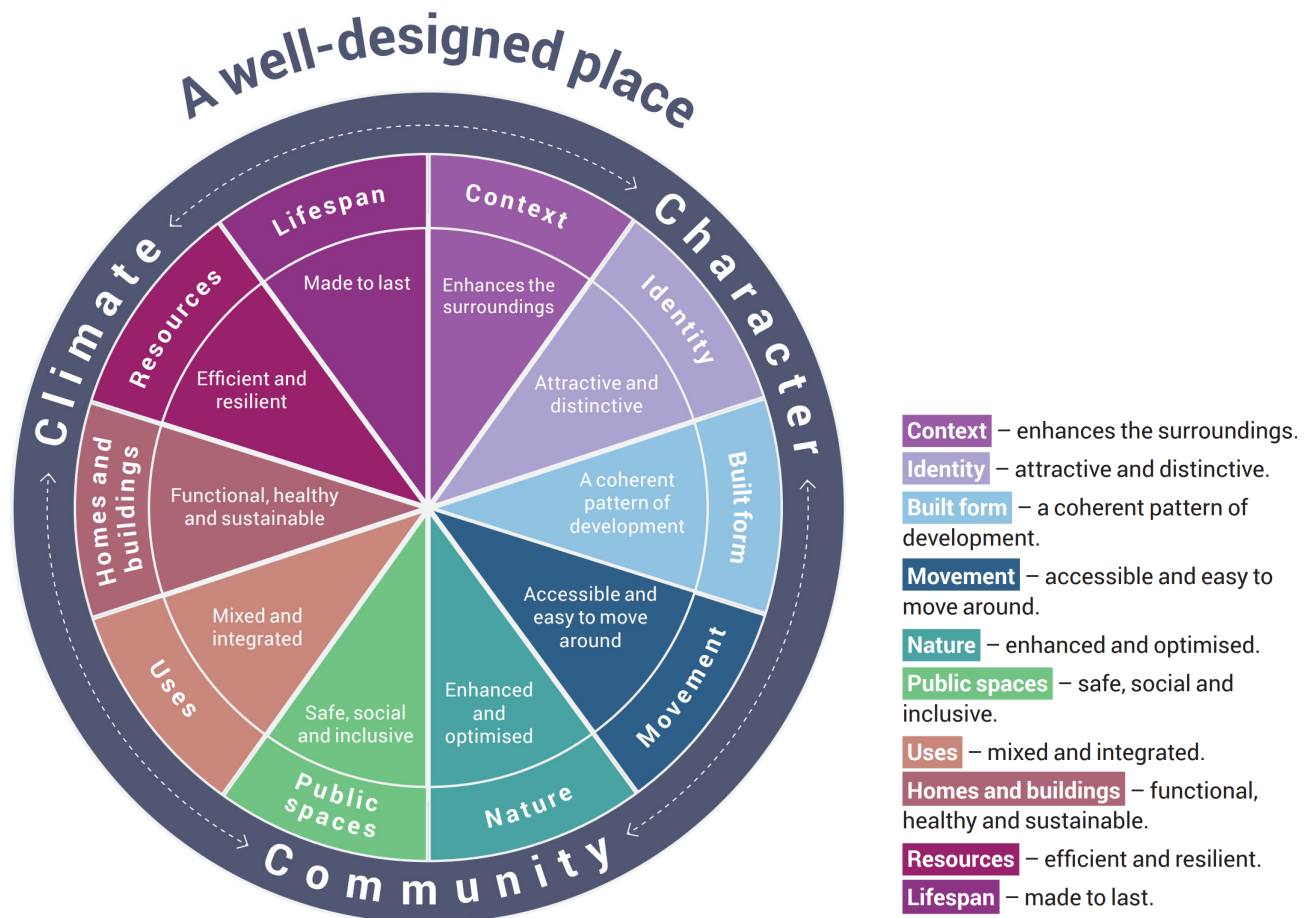 A well-designed place
Climate
Character
Community
Lifespan
Made to last
Context
Enhances the
surroundings
Identity
Attractive and
distinctive
Built form
A coherent
pattern of
development
Movement
Accessible and
easy to move
around
Nature
Enhanced
and
optimised
Public
spaces
Safe, social
and inclusive
Uses
Mixed and
integrated
Homes and
buildings
Functional, healthy
and sustainable
Resources
Efficient and
resilient
Context – enhances the surroundings.
Identity – attractive and distinctive.
Built form – a coherent pattern of
development.
Movement – accessible and easy to
move around.
Nature – enhanced and optimised.
Public spaces – safe, social and
inclusive.
Uses – mixed and integrated.
Homes and buildings – functional,
healthy and sustainable.
Resources – efficient and resilient.
Lifespan – made to last.